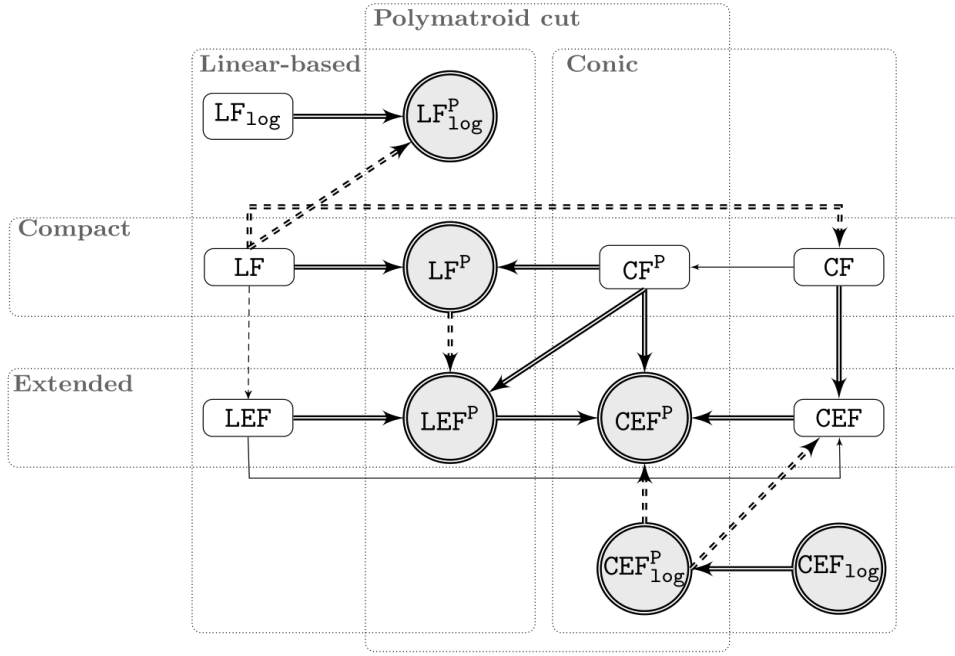 Polymatroid cut
Linear-based
Conic
LF_log
LF^P_log
Compact
LF
LF^P
CF^P
CF
Extended
LEF
LEF^P
CEF^P
CEF
CEF^P_log
CEF_log